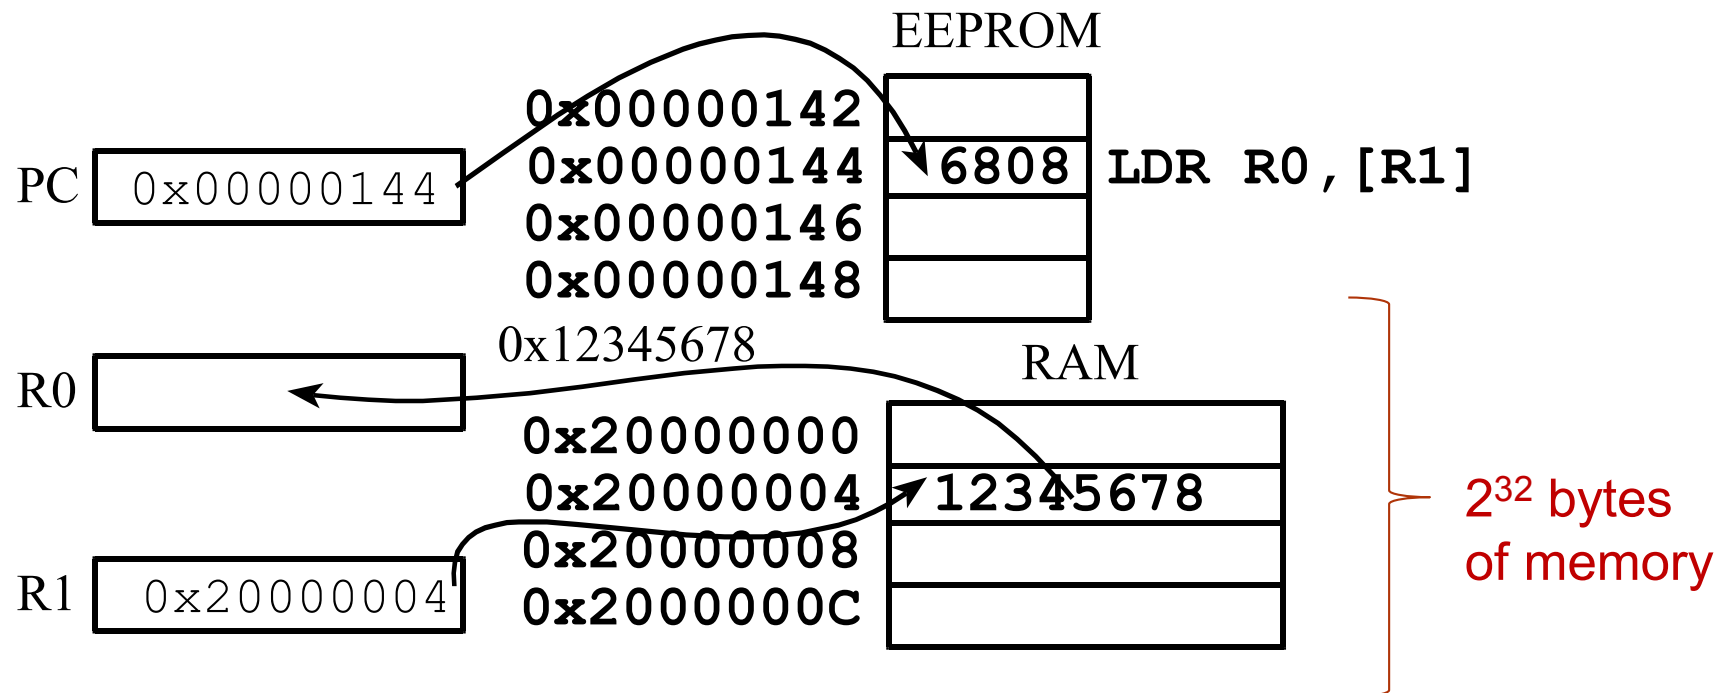 EEPROM
0x00000142
PC 0x00000144 0x00000144 6808 LDR R0,[R1]
0x00000146
0x00000148
0x12345678
RAM
R0
0x20000000
0x20000004 12345678
2³² bytes
0x20000008
of memory
R1 0x20000004 0x2000000C